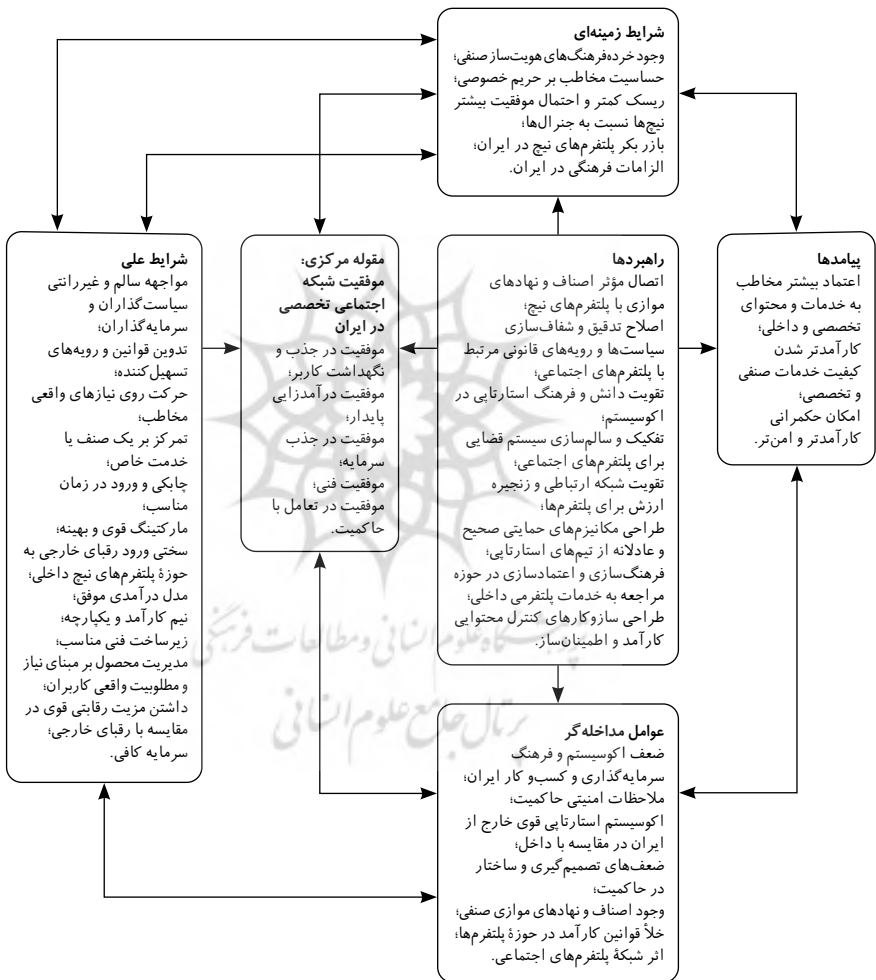 شرایط زمینه‌ای
وجود خرده‌فرهنگ‌های هویت‌ساز صنفی؛
حساسیت مخاطب بر حریم خصوصی؛
ریسک کمتر و احتمال موفقیت بیشتر
نیچ‌ها نسبت به جنرال‌ها؛
بازر بکر پلتفرم‌های نیچ در ایران؛
الزامات فرهنگی در ایران.
شرایط علی
مواجهه سالم و غیررانتی
سیاست‌گذاران و
سرمایه‌گذاران؛
تدوین قوانین و رویه‌های
تسهیل‌کننده؛
حرکت روی نیازهای واقعی
مخاطب؛
تمرکز بر یک صنف یا
خدمت خاص؛
چابکی و ورود در زمان
مناسب؛
مارکتینگ قوی و بهینه؛
سختی ورود رقبای خارجی به
حوزهٔ پلتفرم‌های نیچ داخلی؛
مدل درآمدی موفق؛
نیم کارآمد و یکپارچه؛
زیرساخت فنی مناسب؛
مدیریت محصول بر مبنای نیاز
و مطلوبیت واقعی کاربران؛
داشتن مزیت رقابتی قوی در
مقایسه با رقبای خارجی؛
سرمایه کافی.
مقوله مرکزی:
موفقیت شبکه
اجتماعی تخصصی
در ایران
موفقیت در جذب و
نگهداشت کاربر؛
موفقیت درآمدزایی
پایدار؛
موفقیت در جذب
سرمایه؛
موفقیت فنی؛
موفقیت در تعامل با
حاکمیت.
راهبردها
اتصال مؤثر اصناف و نهادهای
موازی با پلتفرم‌های نیچ؛
اصلاح تدقیق و شفاف‌سازی
سیاست‌ها و رویه‌های قانونی مرتبط
با پلتفرم‌های اجتماعی؛
تقویت دانش و فرهنگ استارتاپی در
اکوسیستم؛
تفکیک و سالم‌سازی سیستم قضایی
برای پلتفرم‌های اجتماعی؛
تقویت شبکه ارتباطی و زنجیره
ارزش برای پلتفرم‌ها؛
طراحی مکانیزم‌های حمایتی صحیح
و عادلانه از تیم‌های استارتاپی؛
فرهنگ‌سازی و اعتمادسازی در حوزه
مراجعه به خدمات پلتفرمی داخلی؛
طراحی سازوکارهای کنترل محتوایی
کارآمد و اطمینان‌ساز.
پیامدها
اعتماد بیشتر مخاطب
به خدمات و محتوای
تخصصی و داخلی؛
کارآمدتر شدن
کیفیت خدمات صنفی
و تخصصی؛
امکان حکمرانی
کارآمدتر و امن‌تر.
عوامل مداخله‌گر
ضعف اکوسیستم و فرهنگ
سرمایه‌گذاری و کسب‌و کار ایران؛
ملاحظات امنیتی حاکمیت؛
اکوسیستم استارتاپی قوی خارج از
ایران در مقایسه با داخل؛
ضعف‌های تصمیم‌گیری و ساختار
در حاکمیت؛
وجود اصناف و نهادهای موازی صنفی؛
خلأ قوانین کارآمد در حوزهٔ پلتفرم‌ها؛
اثر شبکهٔ پلتفرم‌های اجتماعی.
پژوهشگاه علوم انسانی و مطالعات فرهنگی
پرتال جامع علوم انسانی